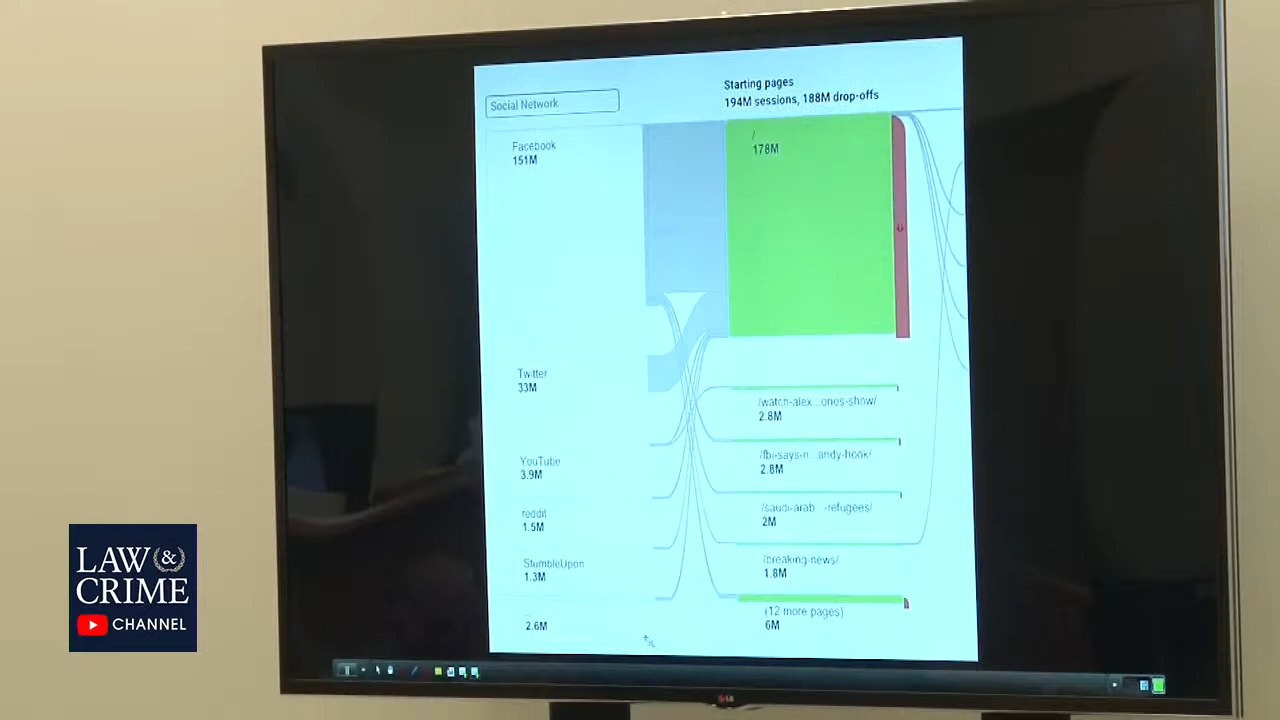 Social Network
Starting pages
194M sessions, 188M drop-offs
Facebook
151M
/
178M
Twitter
33M
/watch-alex...ones-show/
2.8M
YouTube
3.9M
/fbi-says-n...andy-hook/
2.8M
reddit
1.5M
/saudi-arab...-refugees/
2M
StumbleUpon
1.3M
/breaking-news/
1.8M
2.6M
(12 more pages)
6M
LAW &
CRIME
CHANNEL
LG